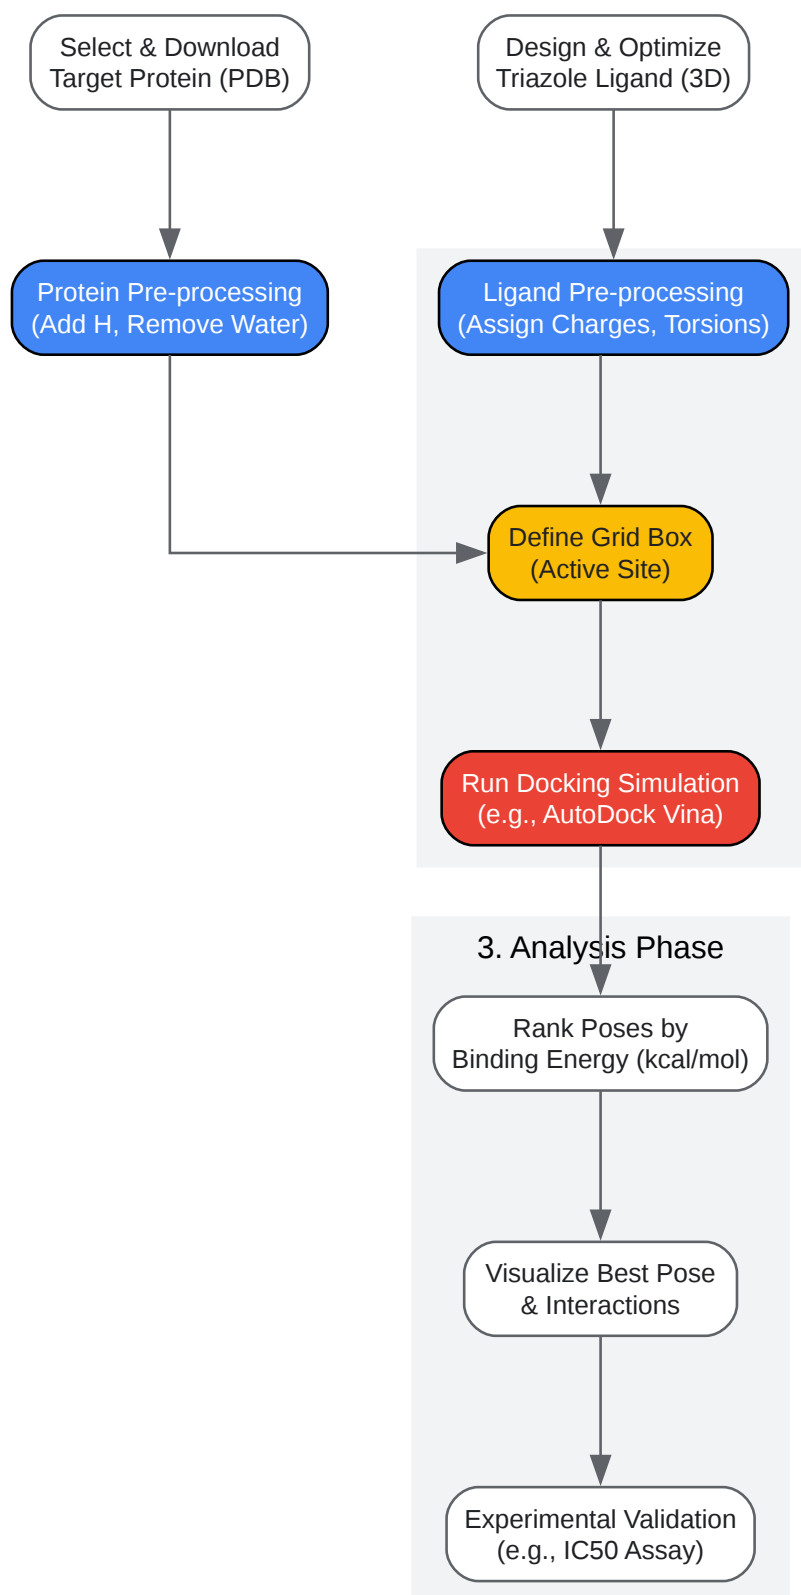 Select & Download
Target Protein (PDB)
Design & Optimize
Triazole Ligand (3D)
Protein Pre-processing
(Add H, Remove Water)
Ligand Pre-processing
(Assign Charges, Torsions)
Define Grid Box
(Active Site)
Run Docking Simulation
(e.g., AutoDock Vina)
3. Analysis Phase
Rank Poses by
Binding Energy (kcal/mol)
Visualize Best Pose
& Interactions
Experimental Validation
(e.g., IC50 Assay)